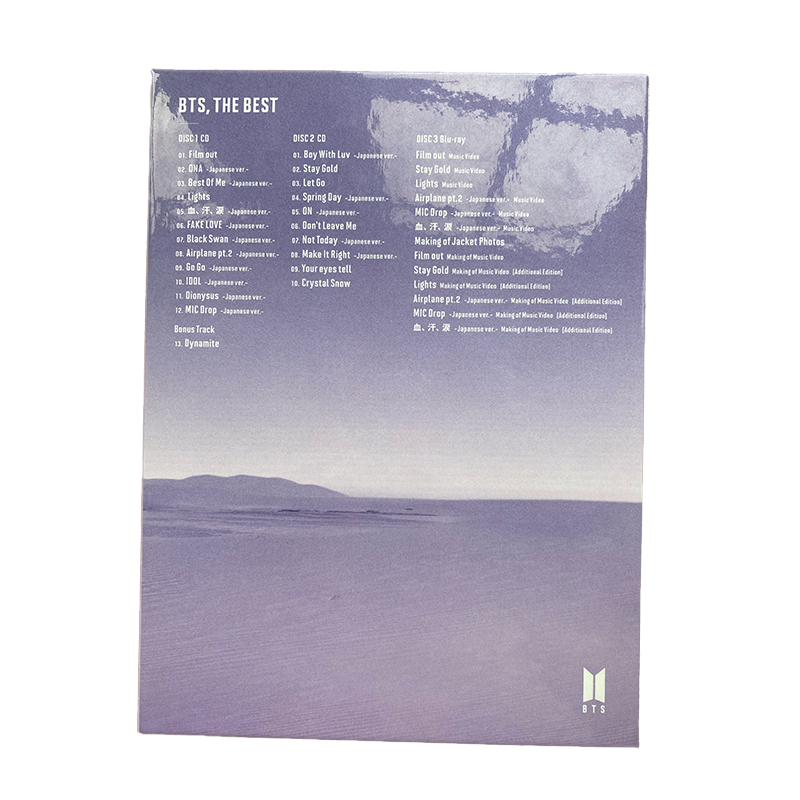 BTS, THE BEST
DISC 1 CD
01. Film out
02. DNA -Japanese ver.-
03. Best Of Me -Japanese ver.-
04. Lights
05. 血、汗、涙 -Japanese ver.-
06. FAKE LOVE -Japanese ver.-
07. Black Swan -Japanese ver.-
08. Airplane pt.2 -Japanese ver.-
09. Go Go -Japanese ver.-
10. IDOL -Japanese ver.-
11. Dionysus -Japanese ver.-
12. MIC Drop -Japanese ver.-
Bonus Track
13. Dynamite
DISC 2 CD
01. Boy With Luv -Japanese ver.-
02. Stay Gold
03. Let Go
04. Spring Day -Japanese ver.-
05. ON -Japanese ver.-
06. Don't Leave Me
07. Not Today -Japanese ver.-
08. Make It Right -Japanese ver.-
09. Your eyes tell
10. Crystal Snow
DISC 3 Blu-ray
Film out Music Video
Stay Gold Music Video
Lights Music Video
Airplane pt.2 -Japanese ver.- Music Video
MIC Drop -Japanese ver.- Music Video
血、汗、涙 -Japanese ver.- Music Video
Making of Jacket Photos
Film out Making of Music Video
Stay Gold Making of Music Video [Additional Edition]
Lights Making of Music Video [Additional Edition]
Airplane pt.2 -Japanese ver.- Making of Music Video [Additional Edition]
MIC Drop -Japanese ver.- Making of Music Video [Additional Edition]
血、汗、涙 -Japanese ver.- Making of Music Video [Additional Edition]
BTS